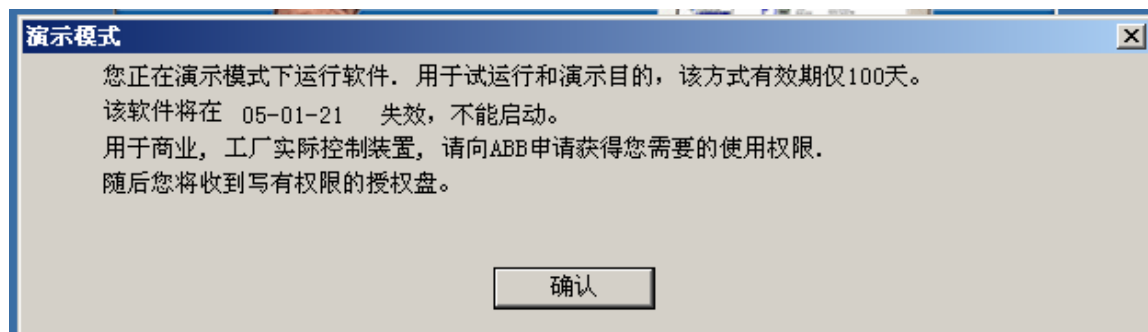 演示模式
您正在演示模式下运行软件. 用于试运行和演示目的，该方式有效期仅100天。
该软件将在 05-01-21 失效，不能启动。
用于商业, 工厂实际控制装置, 请向ABB申请获得您需要的使用权限.
随后您将收到写有权限的授权盘。
确认